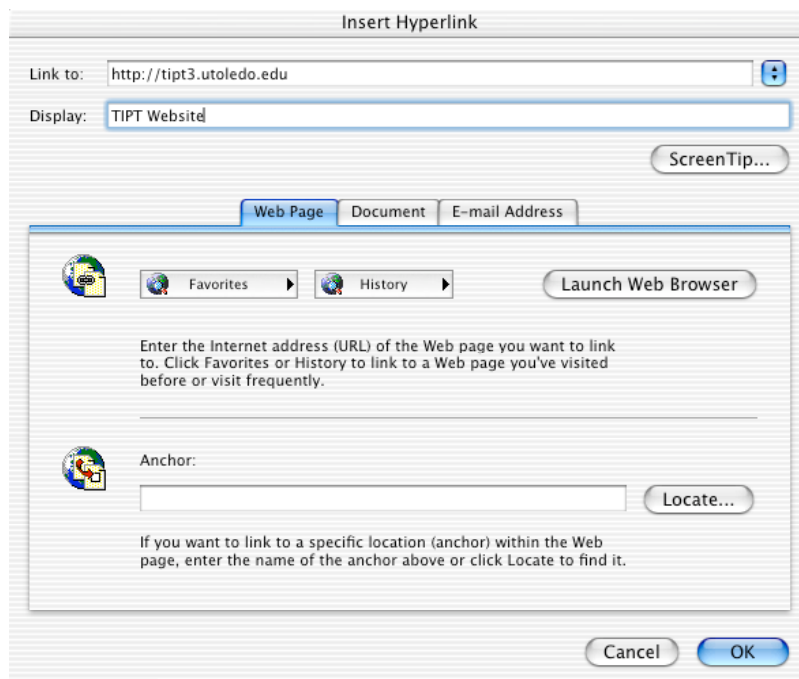 Insert Hyperlink
Link to: http://tipt3.utoledo.edu
Display: TIPT Website
ScreenTip...
Web Page Document E-mail Address
Favorites History Launch Web Browser
Enter the Internet address (URL) of the Web page you want to link
to. Click Favorites or History to link to a Web page you've visited
before or visit frequently.
Anchor:
Locate...
If you want to link to a specific location (anchor) within the Web
page, enter the name of the anchor above or click Locate to find it.
Cancel OK